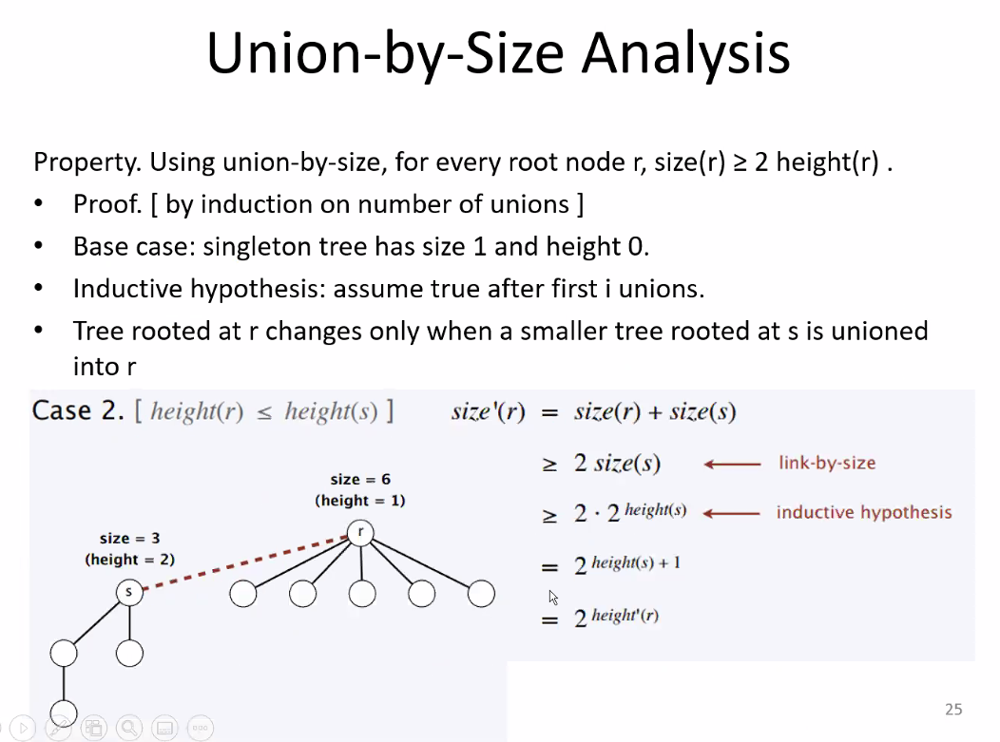 Union-by-Size Analysis
Property. Using union-by-size, for every root node r, size(r) ≥ 2 height(r) .
• Proof. [ by induction on number of unions ]
• Base case: singleton tree has size 1 and height 0.
• Inductive hypothesis: assume true after first i unions.
• Tree rooted at r changes only when a smaller tree rooted at s is unioned
into r
Case 2. [ height(r) ≤ height(s) ]
size'(r) = size(r) + size(s)
≥ 2 size(s) link-by-size
≥ 2 · 2^height(s) inductive hypothesis
= 2^height(s) + 1
= 2^height'(r)
size = 6
(height = 1)
r
size = 3
(height = 2)
s
25